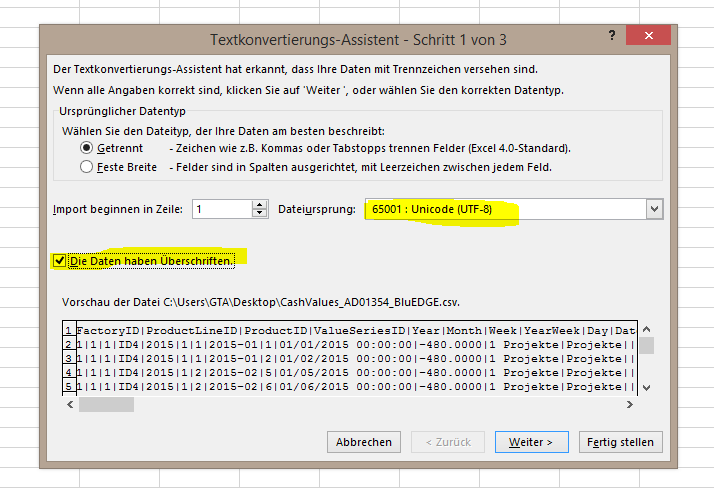 Textkonvertierungs-Assistent - Schritt 1 von 3
?
Der Textkonvertierungs-Assistent hat erkannt, dass Ihre Daten mit Trennzeichen versehen sind.
Wenn alle Angaben korrekt sind, klicken Sie auf 'Weiter ', oder wählen Sie den korrekten Datentyp.
Ursprünglicher Datentyp
Wählen Sie den Dateityp, der Ihre Daten am besten beschreibt:
Getrennt - Zeichen wie z.B. Kommas oder Tabstopps trennen Felder (Excel 4.0-Standard).
Feste Breite - Felder sind in Spalten ausgerichtet, mit Leerzeichen zwischen jedem Feld.
Import beginnen in Zeile: 1 Dateiursprung: 65001 : Unicode (UTF-8)
Die Daten haben Überschriften.
Vorschau der Datei C:\Users\GTA\Desktop\CashValues_AD01354_BluEDGE.csv.
1 FactoryID|ProductLineID|ProductID|ValueSeriesID|Year|Month|Week|YearWeek|Day|Dat
2 1|1|1|ID4|2015|1|1|2015-01|1|01/01/2015 00:00:00|-480.0000|1 Projekte|Projekte||
3 1|1|1|ID4|2015|1|1|2015-01|2|01/02/2015 00:00:00|-480.0000|1 Projekte|Projekte||
4 1|1|1|ID4|2015|1|2|2015-02|5|01/05/2015 00:00:00|-480.0000|1 Projekte|Projekte||
5 1|1|1|ID4|2015|1|2|2015-02|6|01/06/2015 00:00:00|-480.0000|1 Projekte|Projekte||
Abbrechen < Zurück Weiter > Fertig stellen